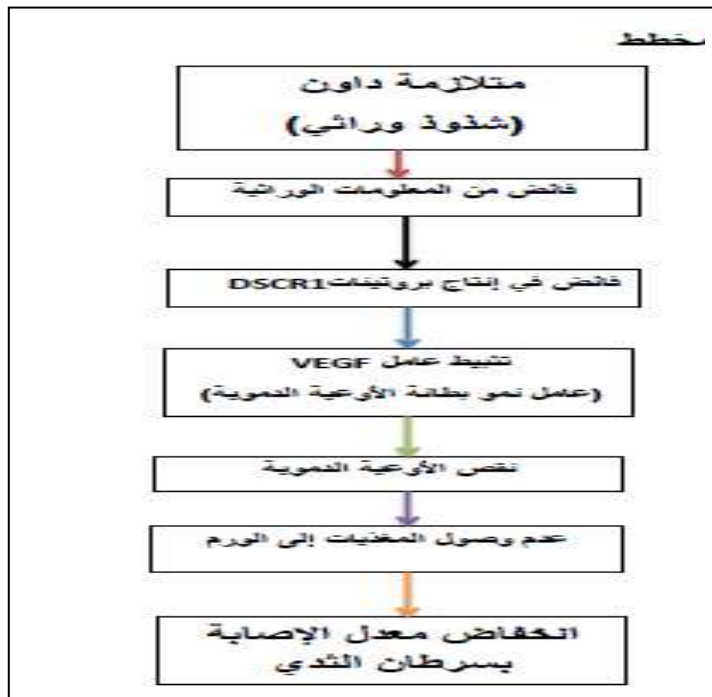 مخطط
متلازمة داون
(شذوذ وراثي)
فائض من المعلومات الوراثية
فائض في إنتاج بروتينات DSCR1
تثبيط عامل VEGF
(عامل نمو بطانة الأوعية الدموية)
نقص الأوعية الدموية
عدم وصول المغذيات إلى الورم
انخفاض معدل الإصابة
بسرطان الثدي